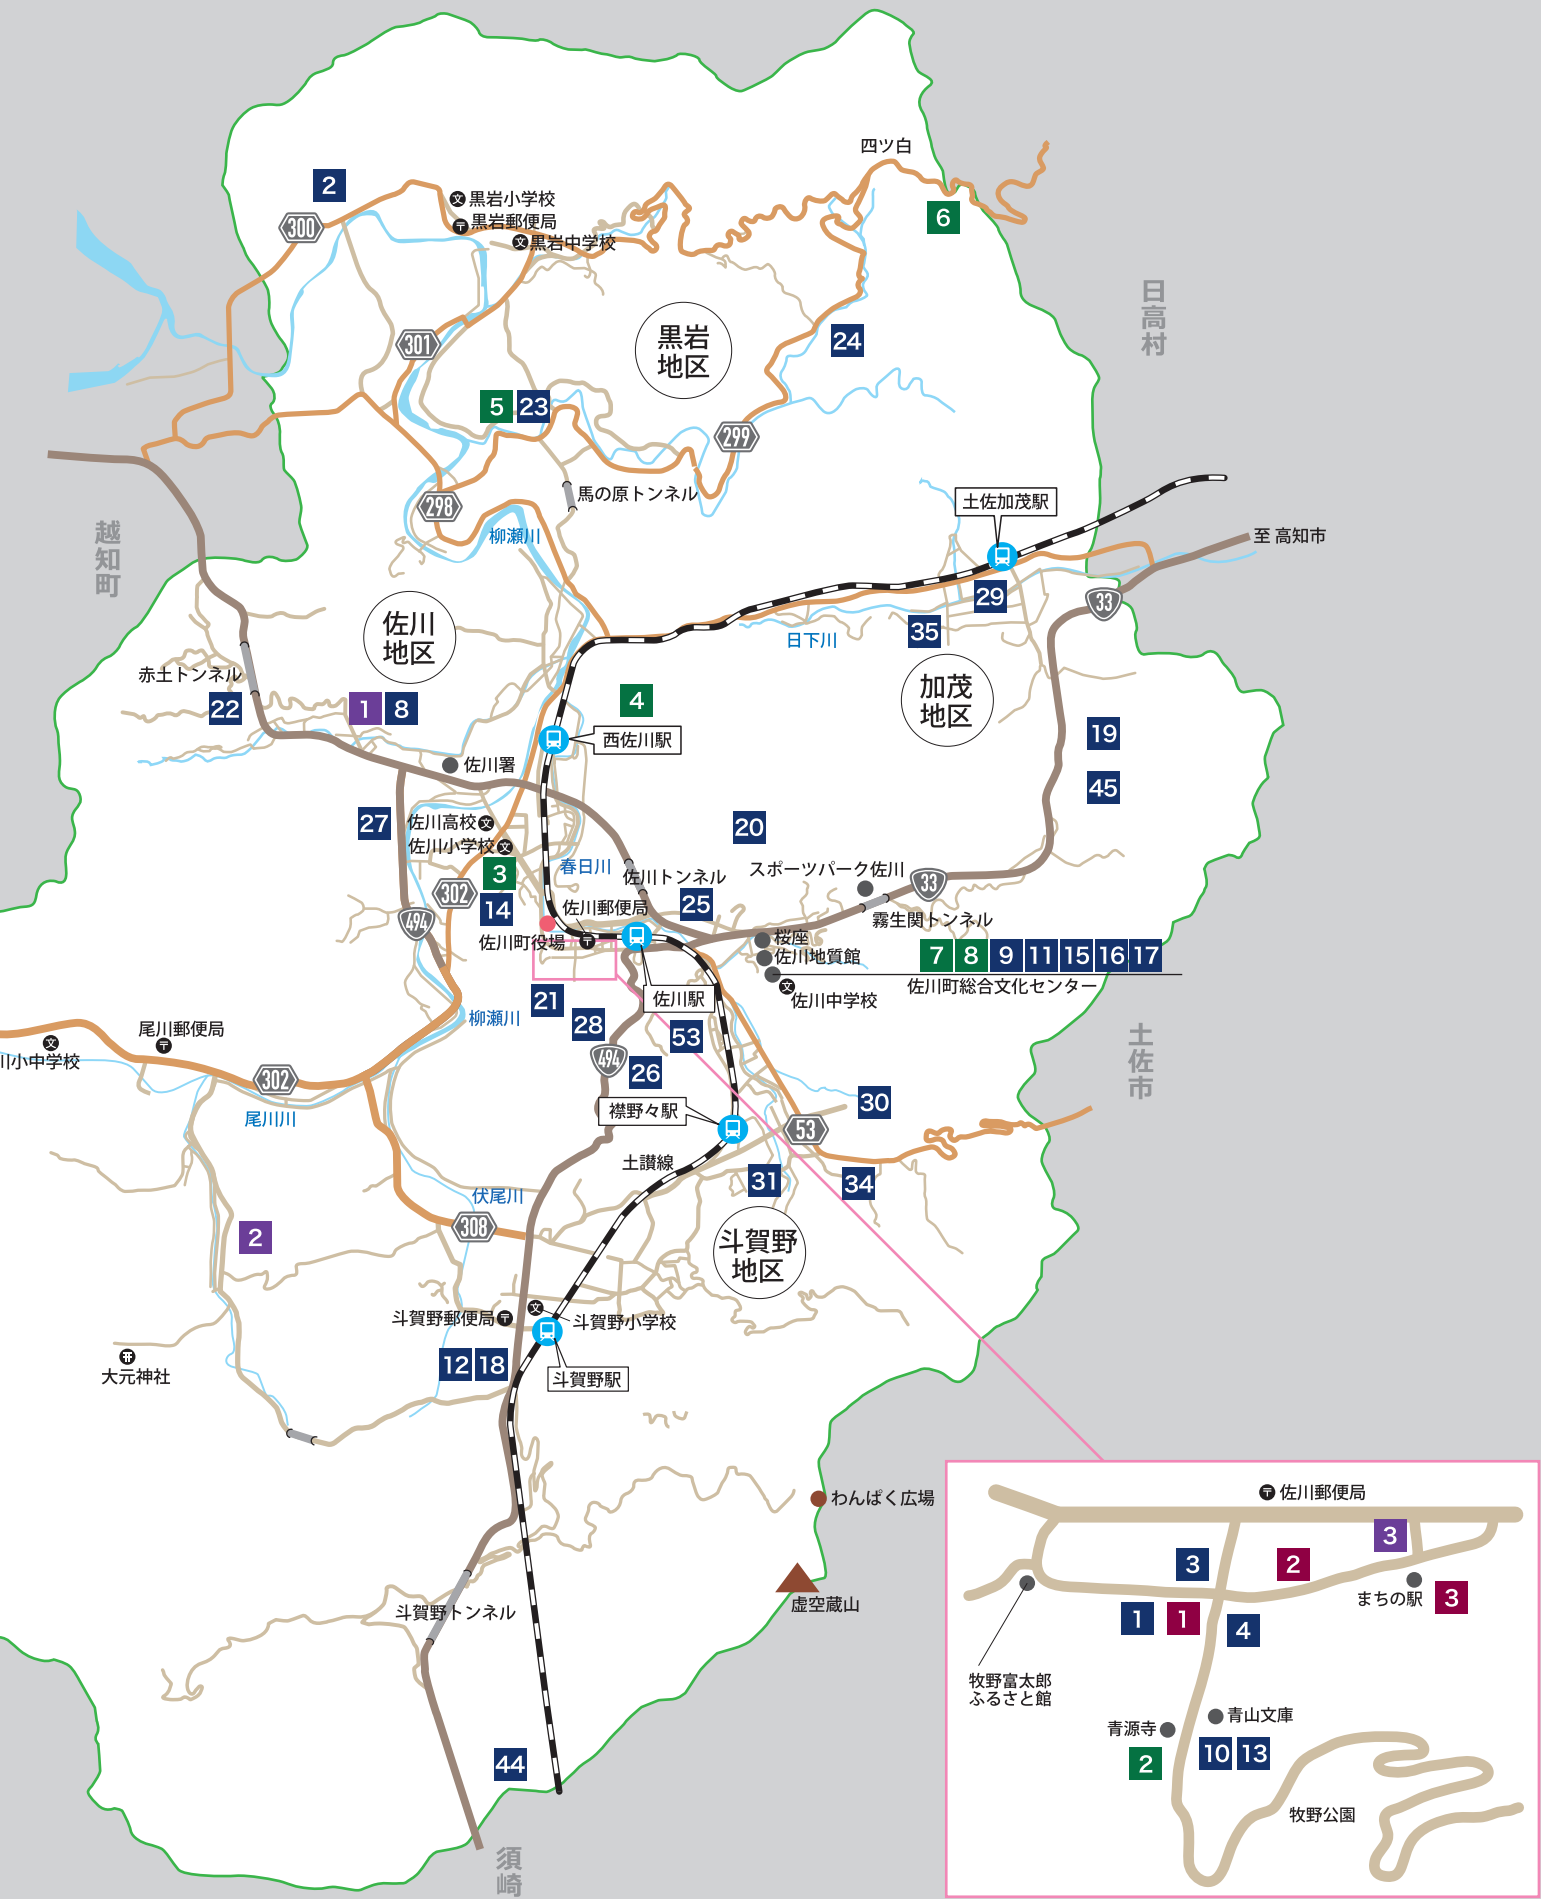 四ツ白
2
文 黒岩小学校
〒 黒岩郵便局
文 黒岩中学校
300
6
日高村
301
黒岩
地区
24
5 23
299
298
馬の原トンネル
柳瀬川
土佐加茂駅
至 高知市
越知町
佐川
地区
29
33
35
日下川
赤土トンネル
22
1 8
4
加茂
地区
西佐川駅
19
佐川署
45
27
佐川高校 文
佐川小学校 文
20
春日川
3
302
14
佐川トンネル
スポーツパーク佐川
33
25
494
佐川郵便局
〒
霧生関トンネル
佐川町役場
桜座
佐川地質館
7 8 9 11 15 16 17
佐川町総合文化センター
文
佐川中学校
佐川駅
21
柳瀬川
28
53
尾川郵便局
〒
文
川小中学校
土佐市
494
26
302
尾川川
襟野々駅
30
53
土讃線
31
34
伏尾川
308
2
斗賀野
地区
文
斗賀野郵便局 〒
斗賀野小学校
12 18
斗賀野駅
大元神社
わんぱく広場
虚空蔵山
斗賀野トンネル
44
須崎
〒 佐川郵便局
3
3
2
まちの駅
3
1
1
4
牧野富太郎
ふるさと館
青源寺
青山文庫
2
10 13
牧野公園